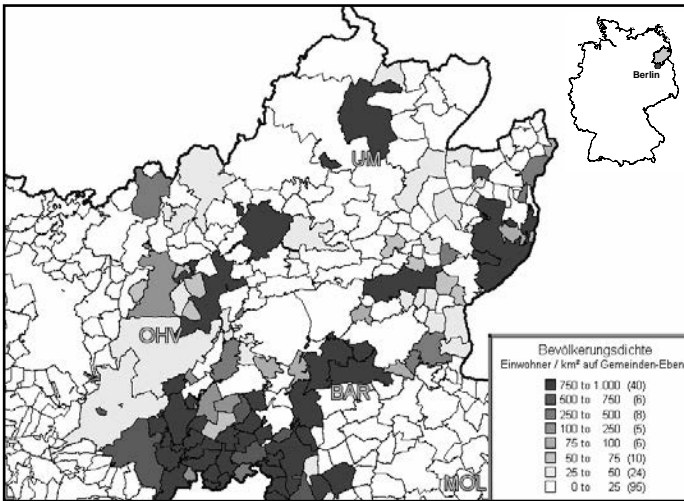 Berlin
UM
OHV
BAR
MOL
Bevölkerungsdichte
Einwohner / km² auf Gemeinden-Eben
750 to 1.000 (40)
500 to 750 (6)
250 to 500 (8)
100 to 250 (5)
75 to 100 (6)
50 to 75 (10)
25 to 50 (24)
0 to 25 (95)